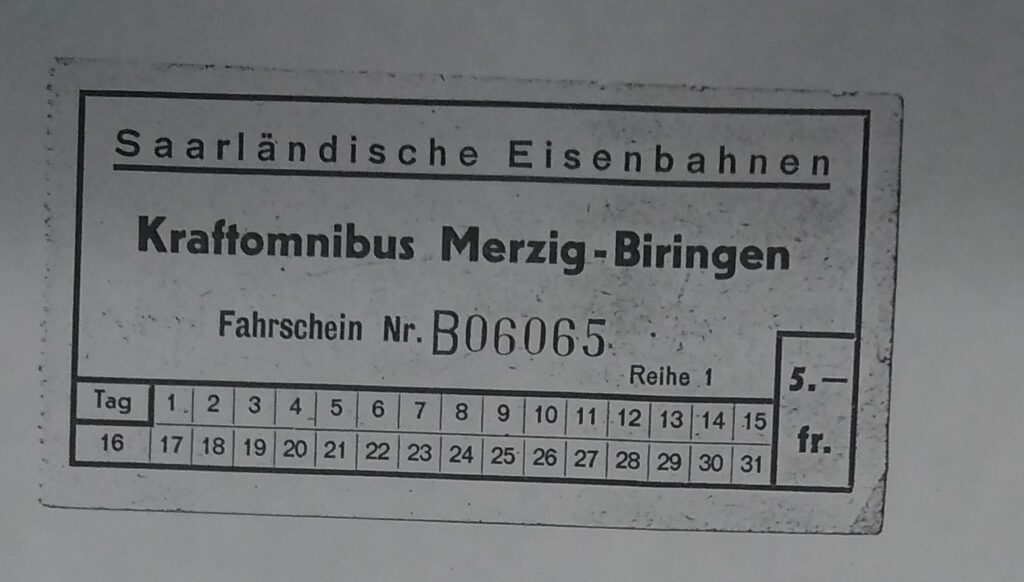 Saarländische Eisenbahnen
Kraftomnibus Merzig-Biringen
Fahrschein Nr. B06065
Reihe 1
5.—
fr.
Tag 1 2 3 4 5 6 7 8 9 10 11 12 13 14 15
16 17 18 19 20 21 22 23 24 25 26 27 28 29 30 31